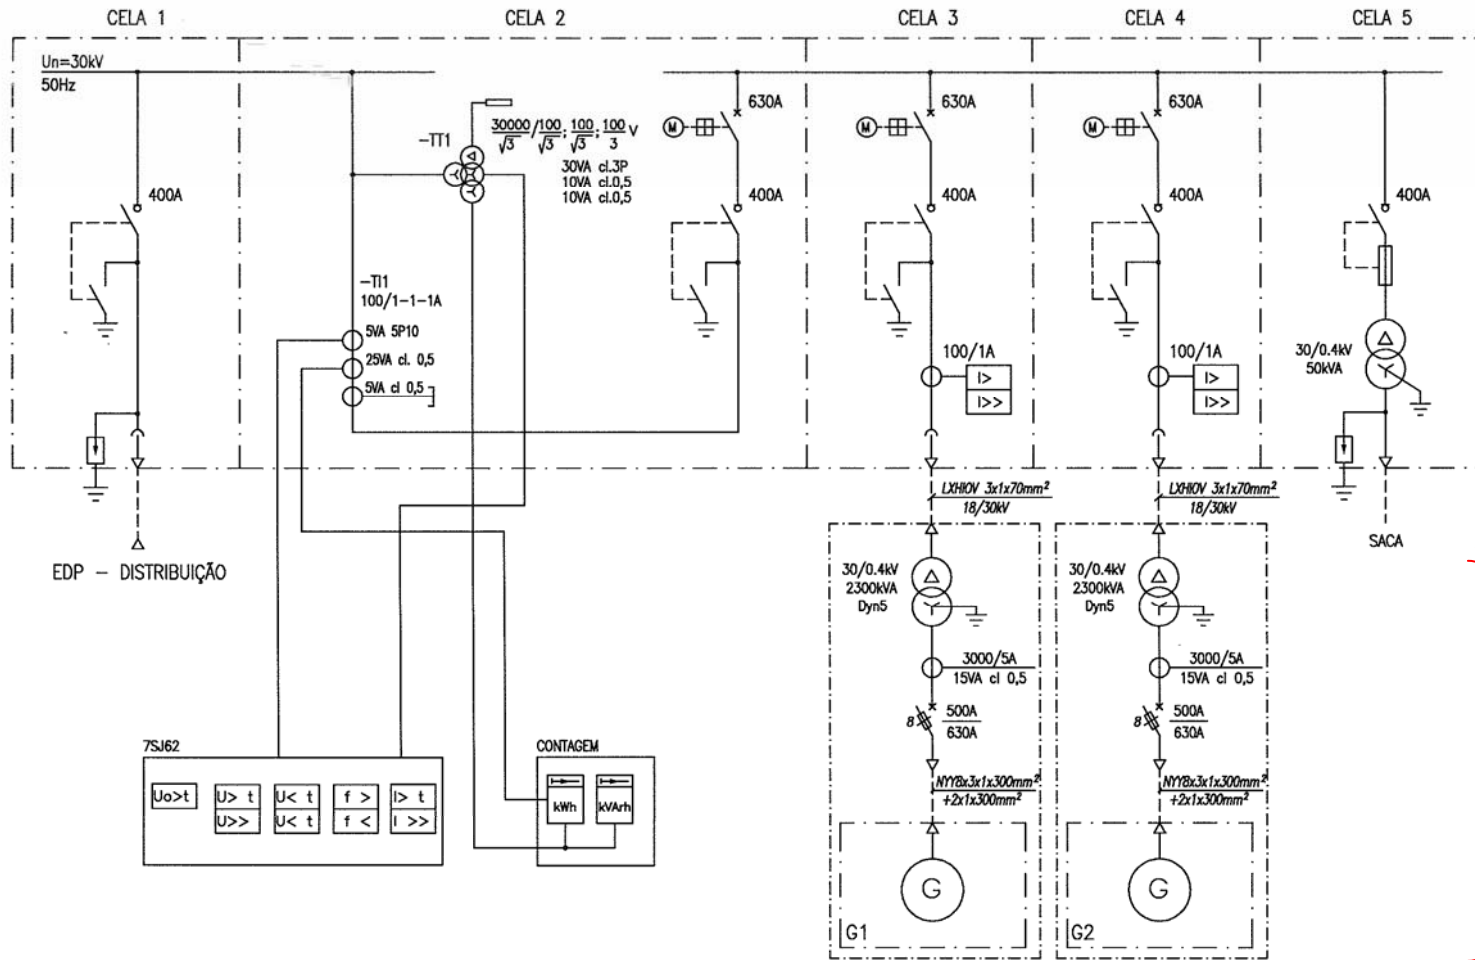 CELA 1
CELA 2
CELA 3
CELA 4
CELA 5
Un=30kV
50Hz
400A
-TT1
30000/√3 / 100/√3; 100/√3; 100/3 V
30VA cl.3P
10VA cl.0,5
10VA cl.0,5
-TI1
100/1-1-1A
5VA 5P10
25VA cl. 0,5
5VA cl 0,5
M
630A
400A
M
630A
400A
100/1A
I>
I>>
M
630A
400A
100/1A
I>
I>>
400A
30/0.4kV
50kVA
EDP - DISTRIBUIÇÃO
SACA
LXHIOV 3x1x70mm²
18/30kV
LXHIOV 3x1x70mm²
18/30kV
30/0.4kV
2300kVA
Dyn5
30/0.4kV
2300kVA
Dyn5
3000/5A
15VA cl 0,5
3000/5A
15VA cl 0,5
8
500A
630A
8
500A
630A
NYY8x3x1x300mm²
+2x1x300mm²
NYY8x3x1x300mm²
+2x1x300mm²
7SJ62
Uo>t
U> t
U>>
U< t
U< t
f >
f <
I> t
I >>
CONTAGEM
kWh
kVArh
G
G1
G
G2